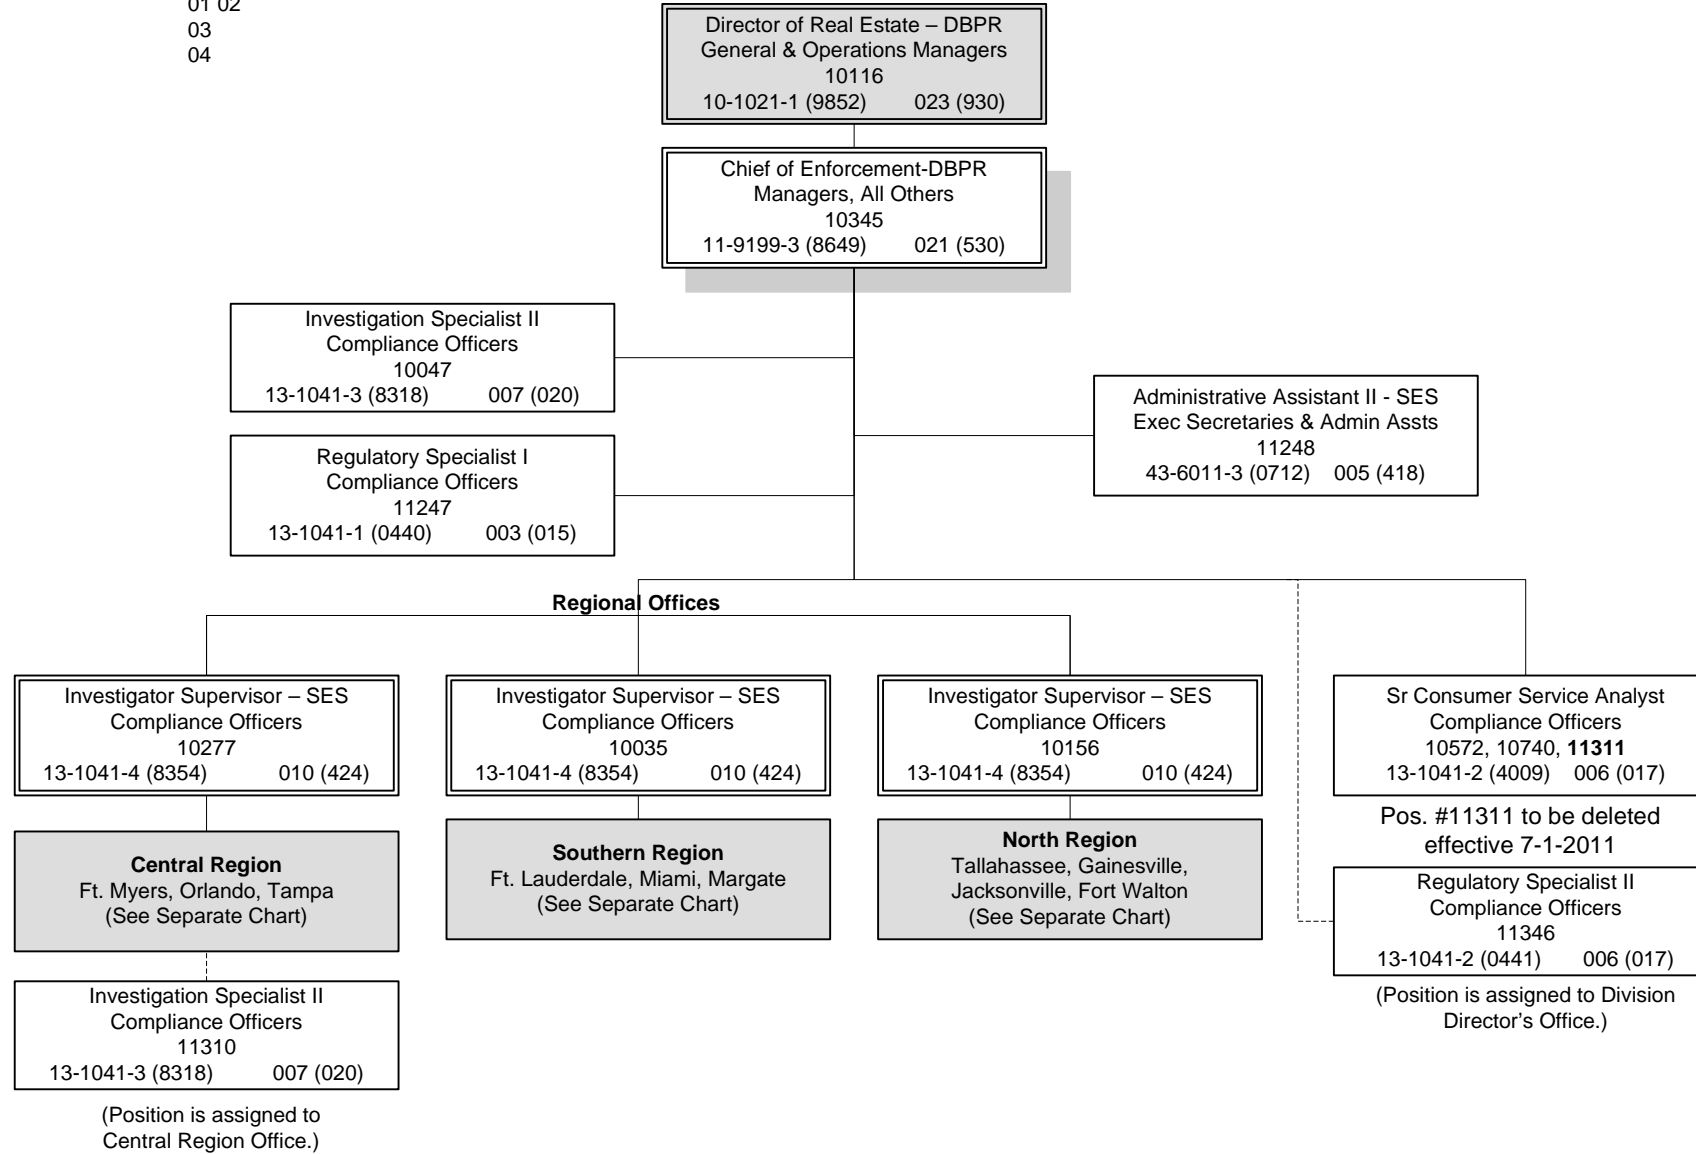 01 02
03
04
Director of Real Estate – DBPR
General & Operations Managers
10116
10-1021-1 (9852) 023 (930)
Chief of Enforcement-DBPR
Managers, All Others
10345
11-9199-3 (8649) 021 (530)
Investigation Specialist II
Compliance Officers
10047
13-1041-3 (8318) 007 (020)
Administrative Assistant II - SES
Exec Secretaries & Admin Assts
11248
43-6011-3 (0712) 005 (418)
Regulatory Specialist I
Compliance Officers
11247
13-1041-1 (0440) 003 (015)
Regional Offices
Investigator Supervisor – SES
Compliance Officers
10277
13-1041-4 (8354) 010 (424)
Investigator Supervisor – SES
Compliance Officers
10035
13-1041-4 (8354) 010 (424)
Investigator Supervisor – SES
Compliance Officers
10156
13-1041-4 (8354) 010 (424)
Sr Consumer Service Analyst
Compliance Officers
10572, 10740, 11311
13-1041-2 (4009) 006 (017)
Pos. #11311 to be deleted
effective 7-1-2011
Central Region
Ft. Myers, Orlando, Tampa
(See Separate Chart)
Southern Region
Ft. Lauderdale, Miami, Margate
(See Separate Chart)
North Region
Tallahassee, Gainesville,
Jacksonville, Fort Walton
(See Separate Chart)
Regulatory Specialist II
Compliance Officers
11346
13-1041-2 (0441) 006 (017)
(Position is assigned to Division
Director's Office.)
Investigation Specialist II
Compliance Officers
11310
13-1041-3 (8318) 007 (020)
(Position is assigned to
Central Region Office.)